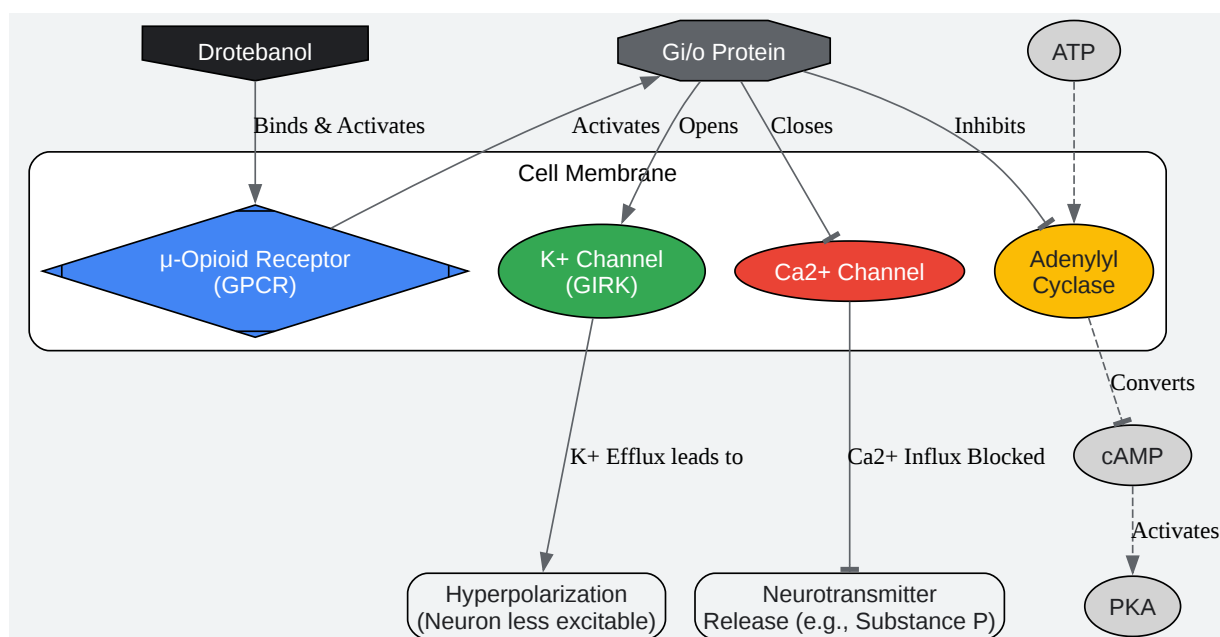 Drotebanol
Gi/o Protein
ATP
Binds & Activates
Activates
Opens
Closes
Inhibits
Cell Membrane
μ-Opioid Receptor
(GPCR)
K+ Channel
(GIRK)
Ca2+ Channel
Adenylyl
Cyclase
Converts
K+ Efflux leads to
Ca2+ Influx Blocked
cAMP
Activates
Hyperpolarization
(Neuron less excitable)
Neurotransmitter
Release (e.g., Substance P)
PKA